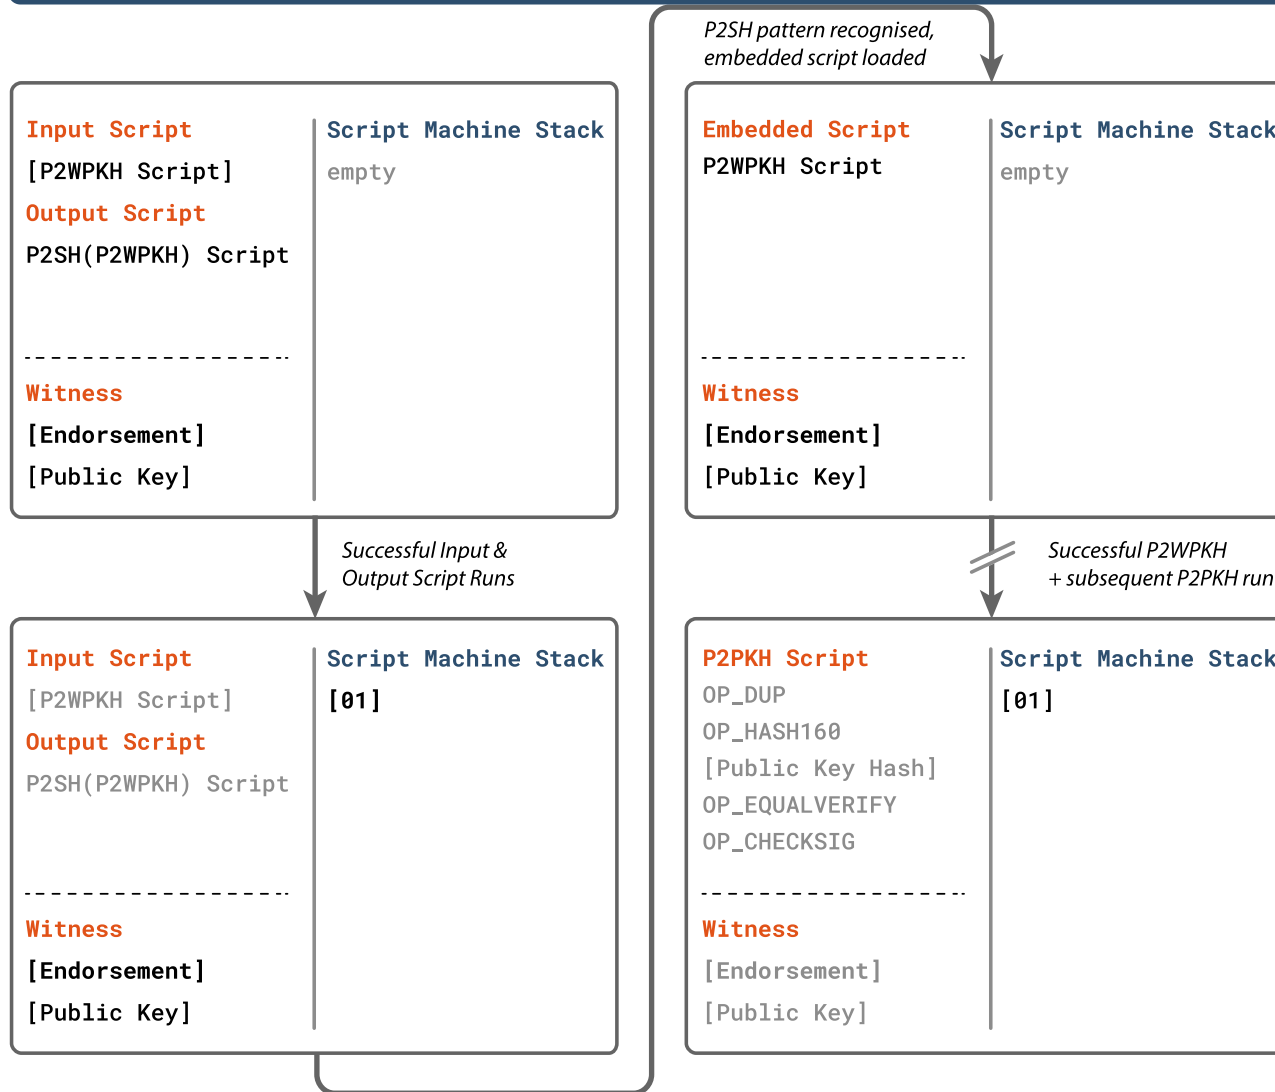 Input Script
[P2WPKH Script]
Output Script
P2SH(P2WPKH) Script
Witness
[Endorsement]
[Public Key]
Script Machine Stack
empty
Successful Input &
Output Script Runs
Input Script
[P2WPKH Script]
Output Script
P2SH(P2WPKH) Script
Witness
[Endorsement]
[Public Key]
Script Machine Stack
[01]
P2SH pattern recognised,
embedded script loaded
Embedded Script
P2WPKH Script
Witness
[Endorsement]
[Public Key]
Script Machine Stack
empty
Successful P2WPKH
+ subsequent P2PKH run
P2PKH Script
OP_DUP
OP_HASH160
[Public Key Hash]
OP_EQUALVERIFY
OP_CHECKSIG
Witness
[Endorsement]
[Public Key]
Script Machine Stack
[01]